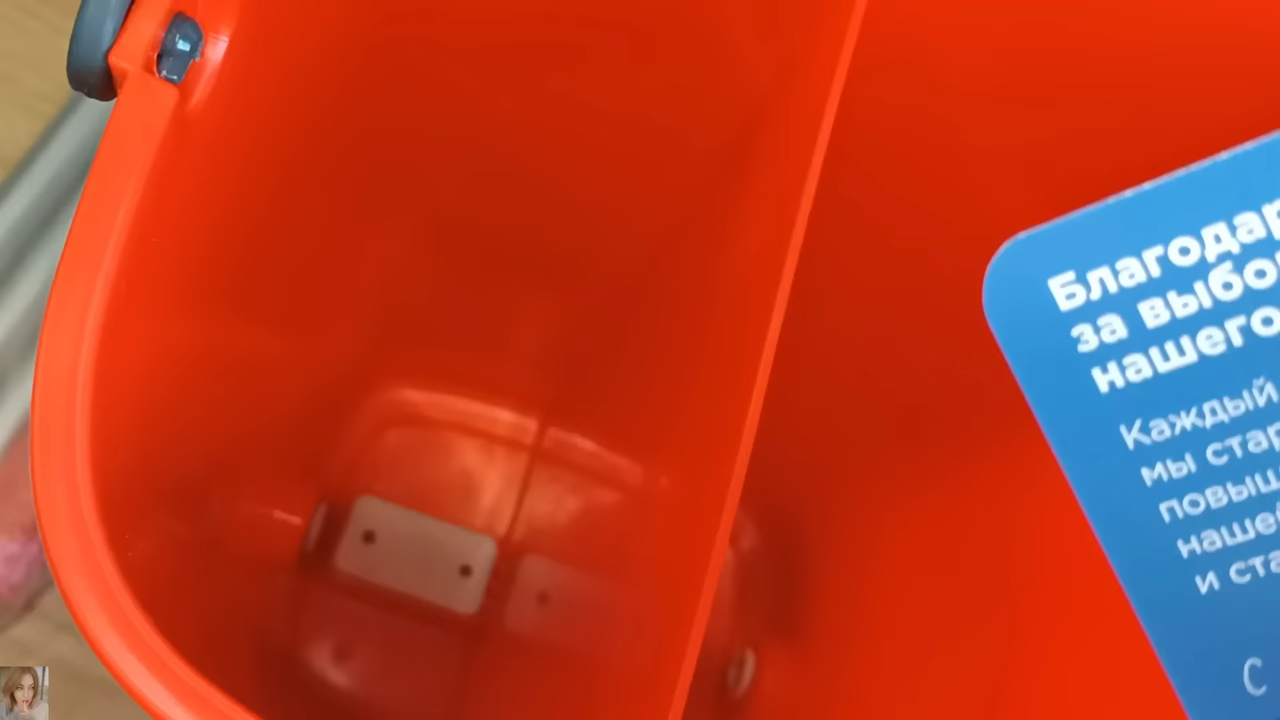 Благодар
за выбо
нашего
Каждый
мы стар
повыш
нашей
и ста
С